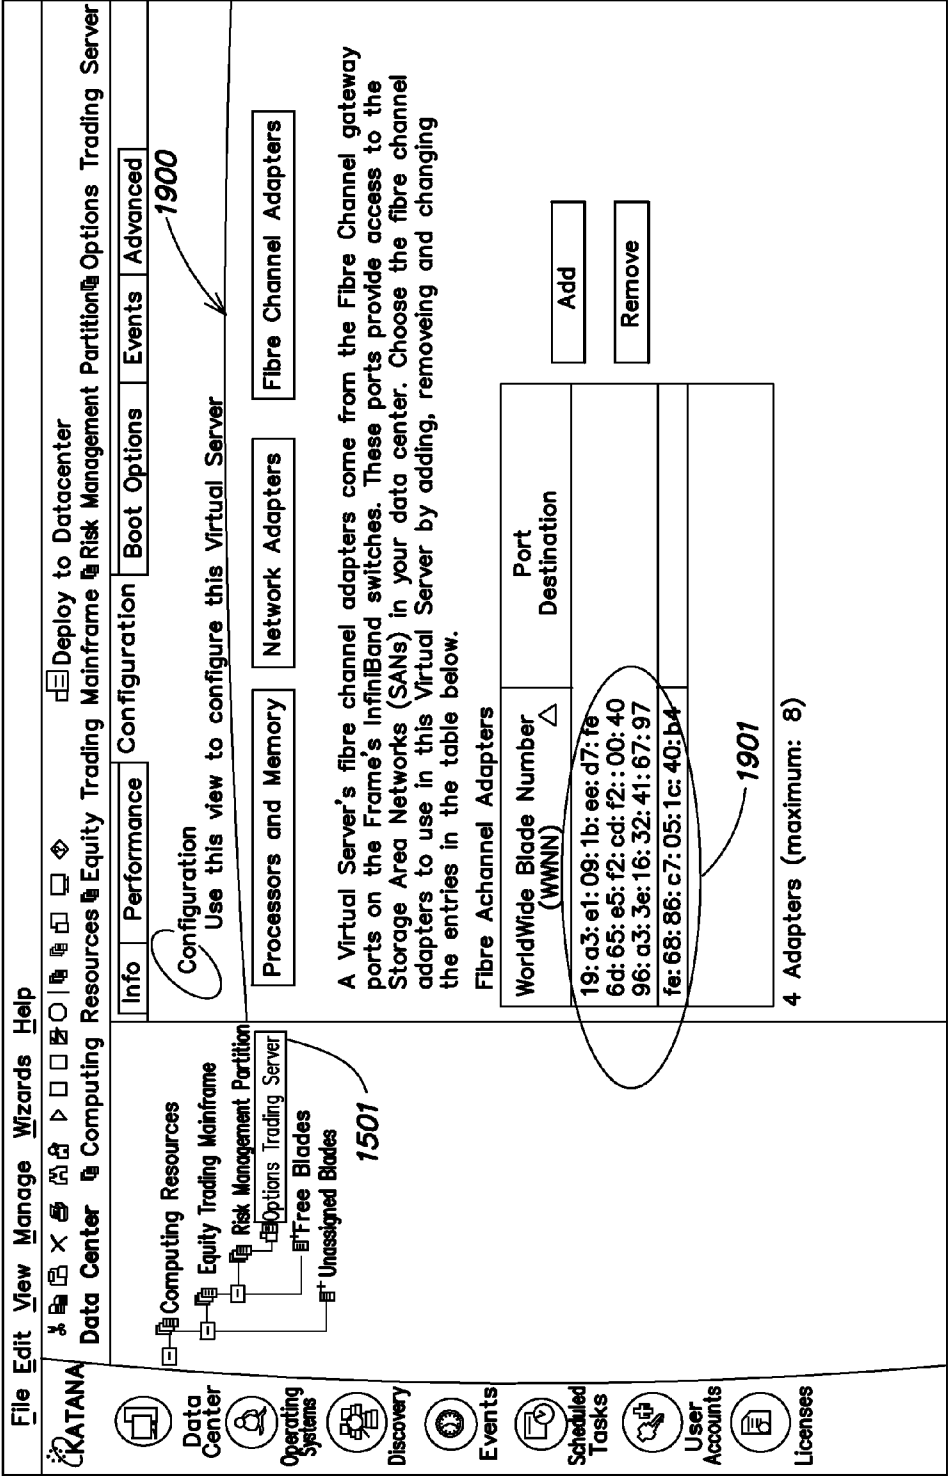 File Edit View Manage Wizards Help
Deploy to Datacenter
KATANA
Data Center Computing Resources Equity Trading Mainframe Risk Management Partition Options Trading Server
Data Center
Operating Systems
Discovery
Events
Scheduled Tasks
User Accounts
Licenses
Computing Resources
Equity Trading Mainframe
Risk Management Partition
Options Trading Server
Free Blades
Unassigned Blades
1501
Info Performance Configuration Boot Options Events Advanced
Configuration
Use this view to configure this Virtual Server
1900
Processors and Memory Network Adapters Fibre Channel Adapters
A Virtual Server's fibre channel adapters come from the Fibre Channel gateway
ports on the Frame's InfiniBand switches. These ports provide access to the
Storage Area Networks (SANs) in your data center. Choose the fibre channel
adapters to use in this Virtual Server by adding, removeing and changing
the entries in the table below.
Fibre Achannel Adapters
WorldWide Blade Number (WWNN) △ Port Destination
19: a3: e1: 09: 1b: ee: d7: fe
6d: 65: e5: f2: cd: f2: : 00: 40
96: a3: 3e: 16: 32: 41: 67: 97
fe: 68: 86: c7: 05: 1c: 40: b4
Add
Remove
1901
4 Adapters (maximum: 8)